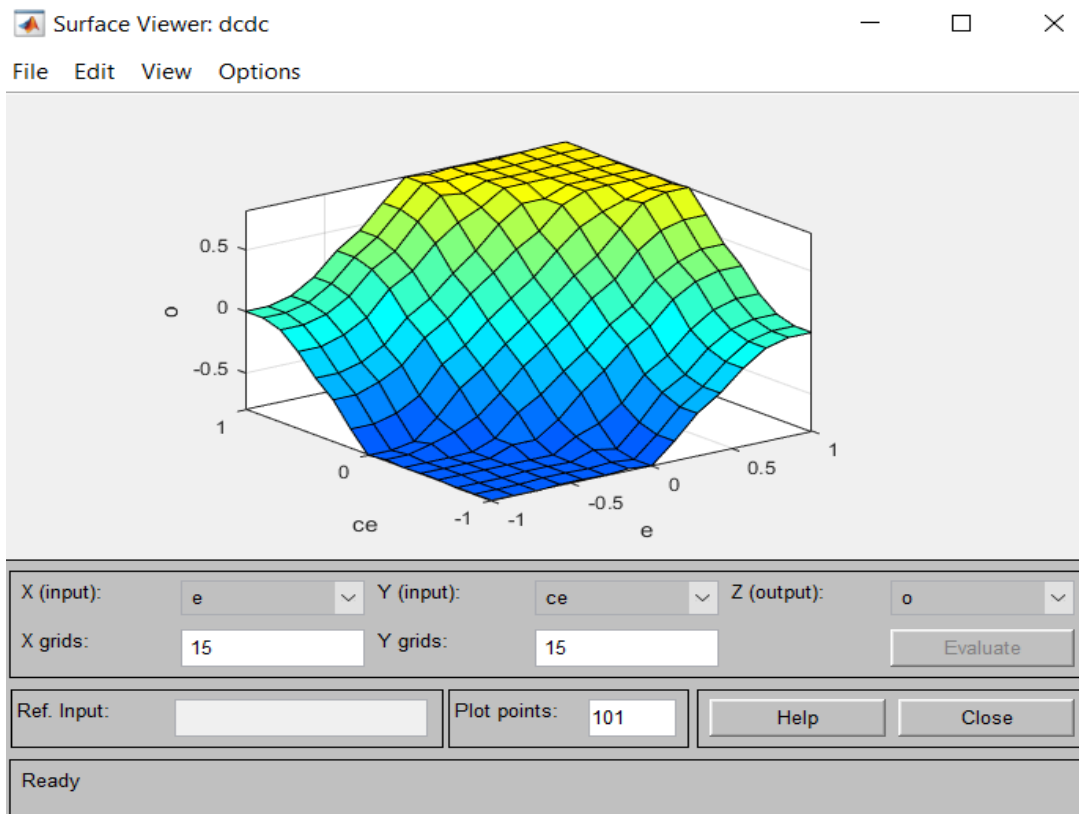 Surface Viewer: dcdc
File Edit View Options
0.5
0
-0.5
o
1
0
-1
ce
-1
-0.5
0
0.5
1
e
X (input): e Y (input): ce Z (output): o
X grids: 15 Y grids: 15 Evaluate
Ref. Input: Plot points: 101 Help Close
Ready